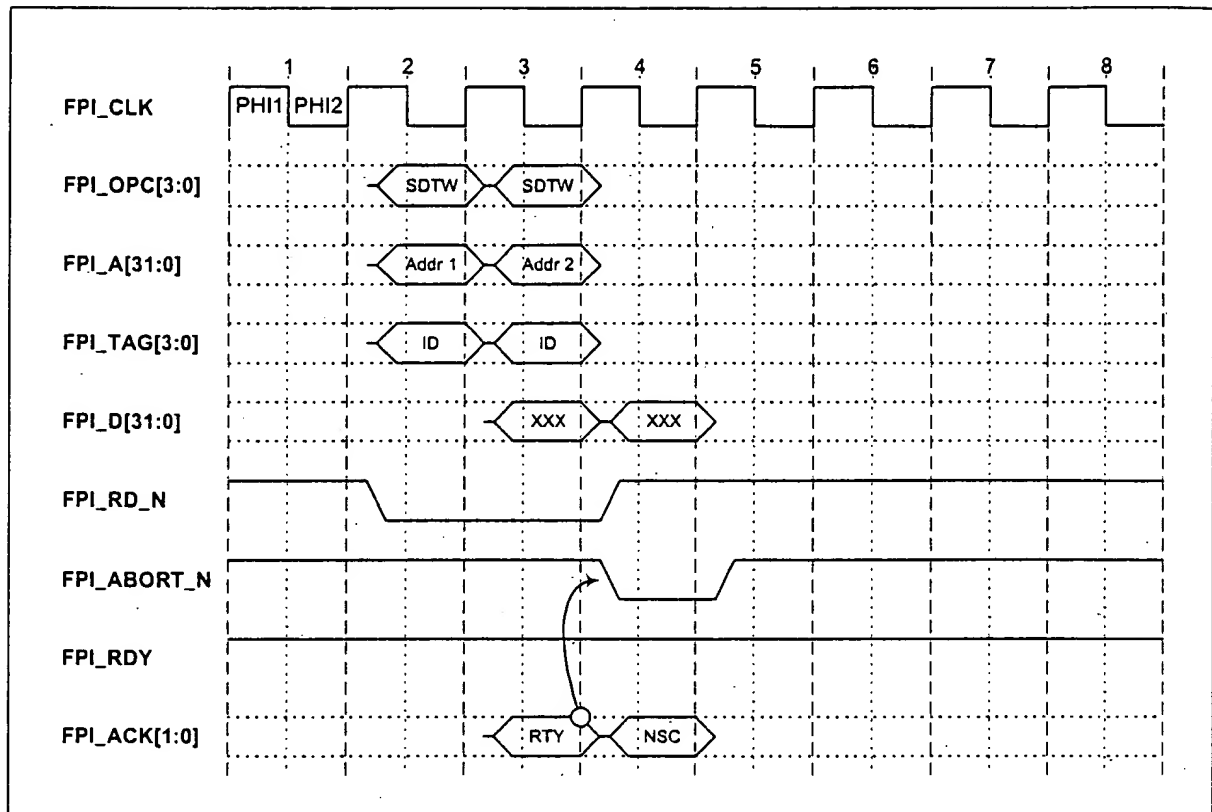 1 2 3 4 5 6 7 8
FPI_CLK PHI1 PHI2
FPI_OPC[3:0] SDTW SDTW
FPI_A[31:0] Addr 1 Addr 2
FPI_TAG[3:0] ID ID
FPI_D[31:0] XXX XXX
FPI_RD_N
FPI_ABORT_N
FPI_RDY
FPI_ACK[1:0] RTY NSC